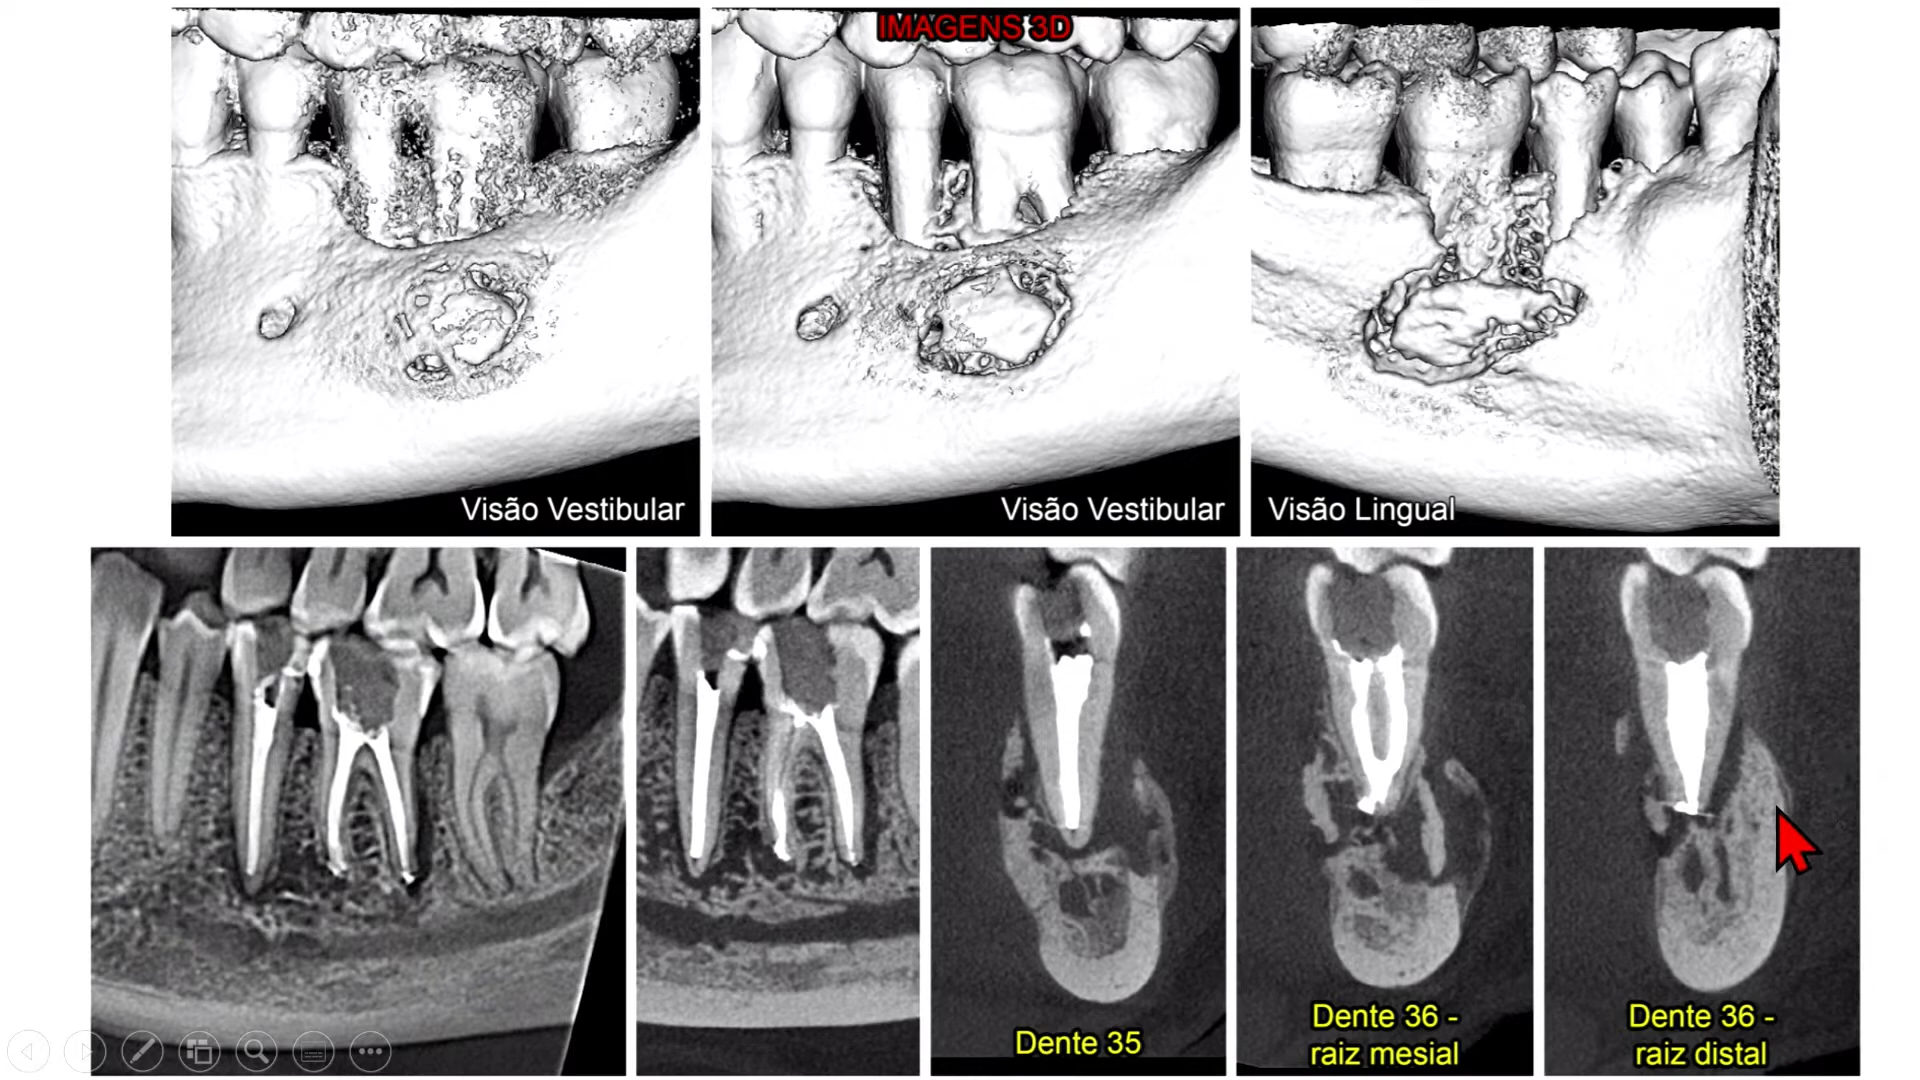 IMAGENS 3D
Visão Vestibular
Visão Vestibular
Visão Lingual
Dente 35
Dente 36 -
raiz mesial
Dente 36 -
raiz distal